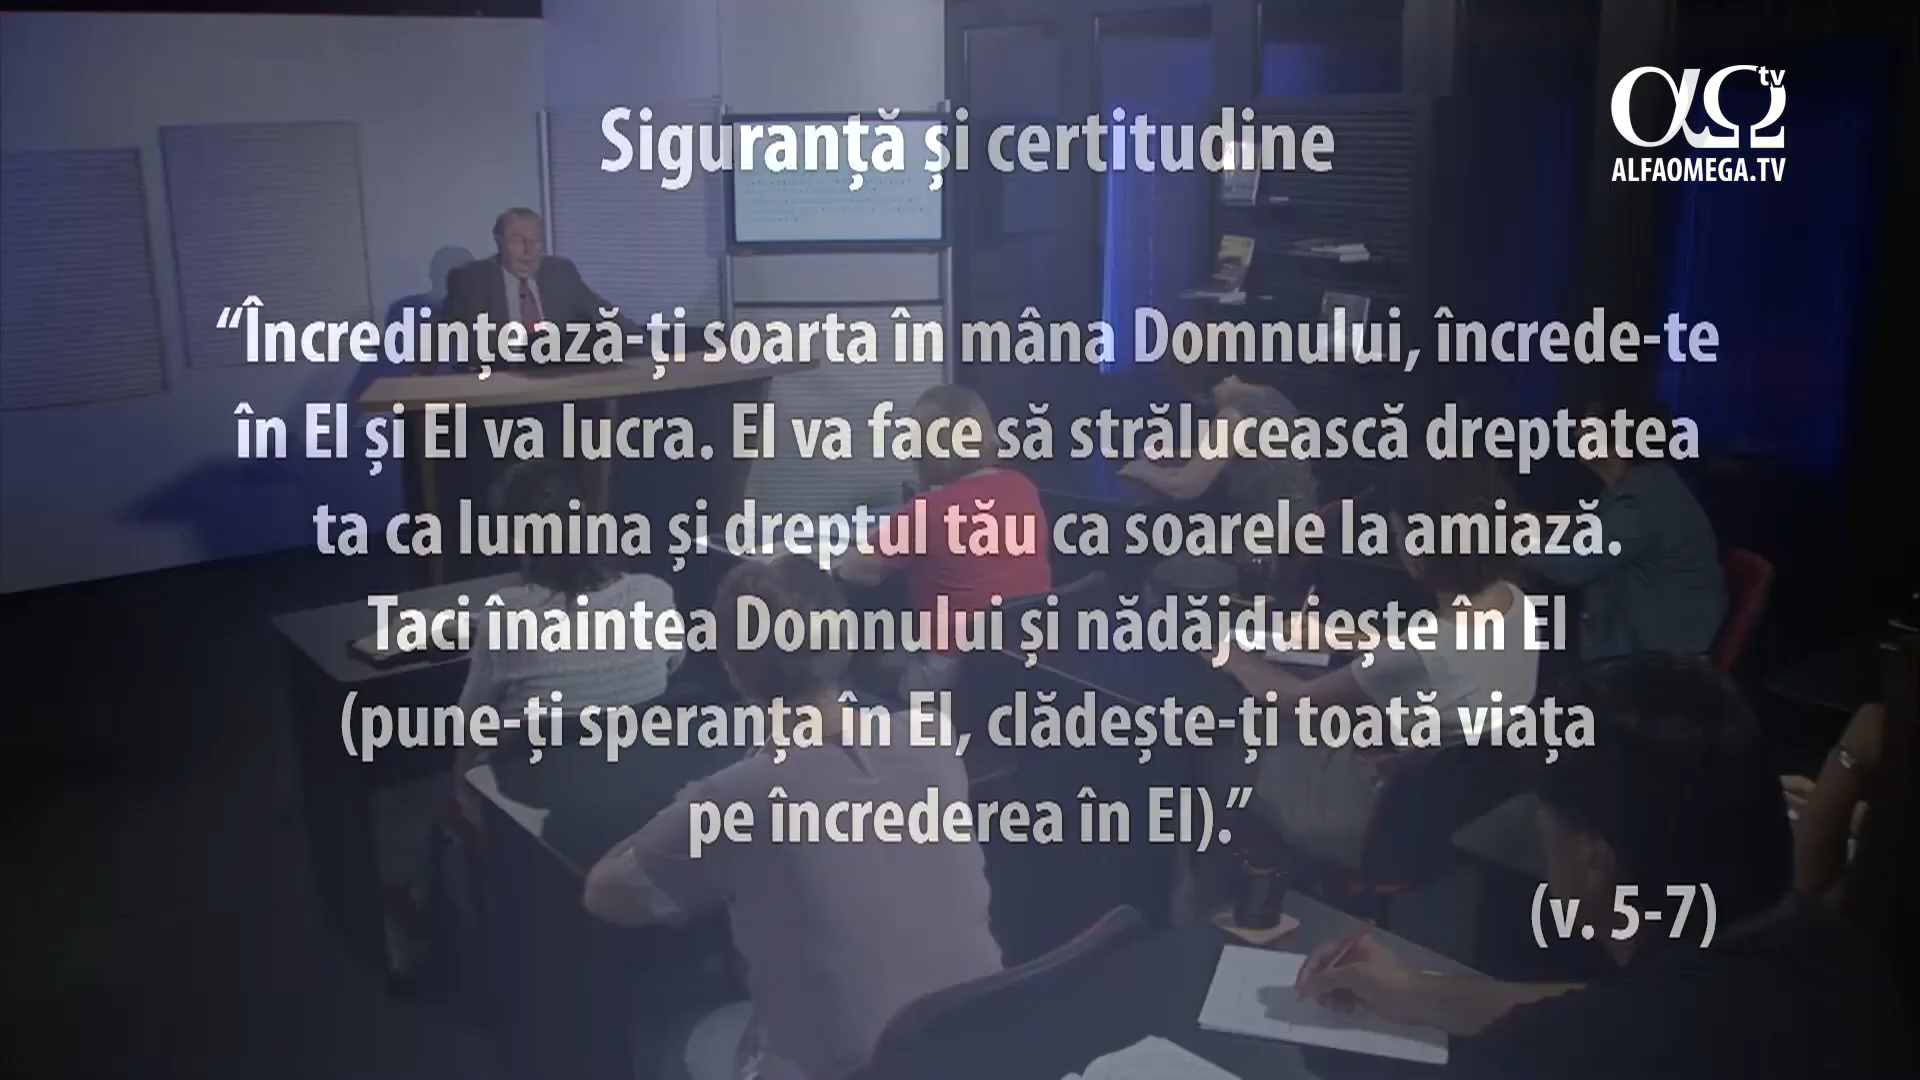 αΩ tv
ALFAOMEGA.TV
Siguranță și certitudine
“Încredințează-ți soarta în mâna Domnului, încrede-te
în El și El va lucra. El va face să strălucească dreptatea
ta ca lumina și dreptul tău ca soarele la amiază.
Taci înaintea Domnului și nădăjduiește în El
(pune-ți speranța în El, clădește-ți toată viața
pe încrederea în El).”
(v. 5-7)